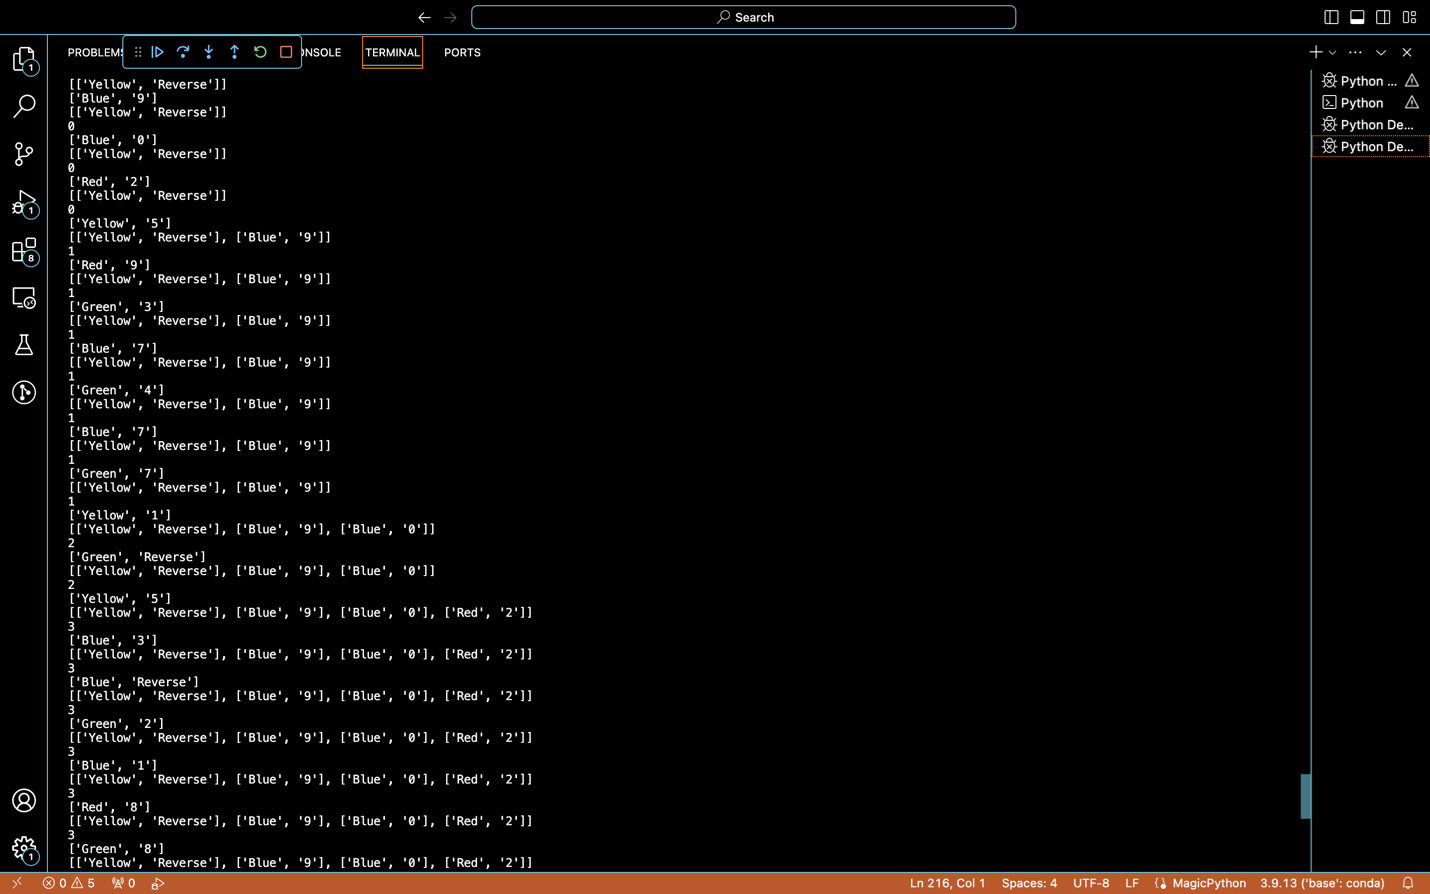 Search
PROBLEMS
ONSOLE
TERMINAL
PORTS
[['Yellow', 'Reverse']]
['Blue', '9']
[['Yellow', 'Reverse']]
0
['Blue', '0']
[['Yellow', 'Reverse']]
0
['Red', '2']
[['Yellow', 'Reverse']]
0
['Yellow', '5']
[['Yellow', 'Reverse'], ['Blue', '9']]
1
['Red', '9']
[['Yellow', 'Reverse'], ['Blue', '9']]
1
['Green', '3']
[['Yellow', 'Reverse'], ['Blue', '9']]
1
['Blue', '7']
[['Yellow', 'Reverse'], ['Blue', '9']]
1
['Green', '4']
[['Yellow', 'Reverse'], ['Blue', '9']]
1
['Blue', '7']
[['Yellow', 'Reverse'], ['Blue', '9']]
1
['Green', '7']
[['Yellow', 'Reverse'], ['Blue', '9']]
1
['Yellow', '1']
[['Yellow', 'Reverse'], ['Blue', '9'], ['Blue', '0']]
2
['Green', 'Reverse']
[['Yellow', 'Reverse'], ['Blue', '9'], ['Blue', '0']]
2
['Yellow', '5']
[['Yellow', 'Reverse'], ['Blue', '9'], ['Blue', '0'], ['Red', '2']]
3
['Blue', '3']
[['Yellow', 'Reverse'], ['Blue', '9'], ['Blue', '0'], ['Red', '2']]
3
['Blue', 'Reverse']
[['Yellow', 'Reverse'], ['Blue', '9'], ['Blue', '0'], ['Red', '2']]
3
['Green', '2']
[['Yellow', 'Reverse'], ['Blue', '9'], ['Blue', '0'], ['Red', '2']]
3
['Blue', '1']
[['Yellow', 'Reverse'], ['Blue', '9'], ['Blue', '0'], ['Red', '2']]
3
['Red', '8']
[['Yellow', 'Reverse'], ['Blue', '9'], ['Blue', '0'], ['Red', '2']]
3
['Green', '8']
[['Yellow', 'Reverse'], ['Blue', '9'], ['Blue', '0'], ['Red', '2']]
Python ...
Python
Python De...
Python De...
1
1
8
1
0 5 0
Ln 216, Col 1 Spaces: 4 UTF-8 LF MagicPython 3.9.13 ('base': conda)